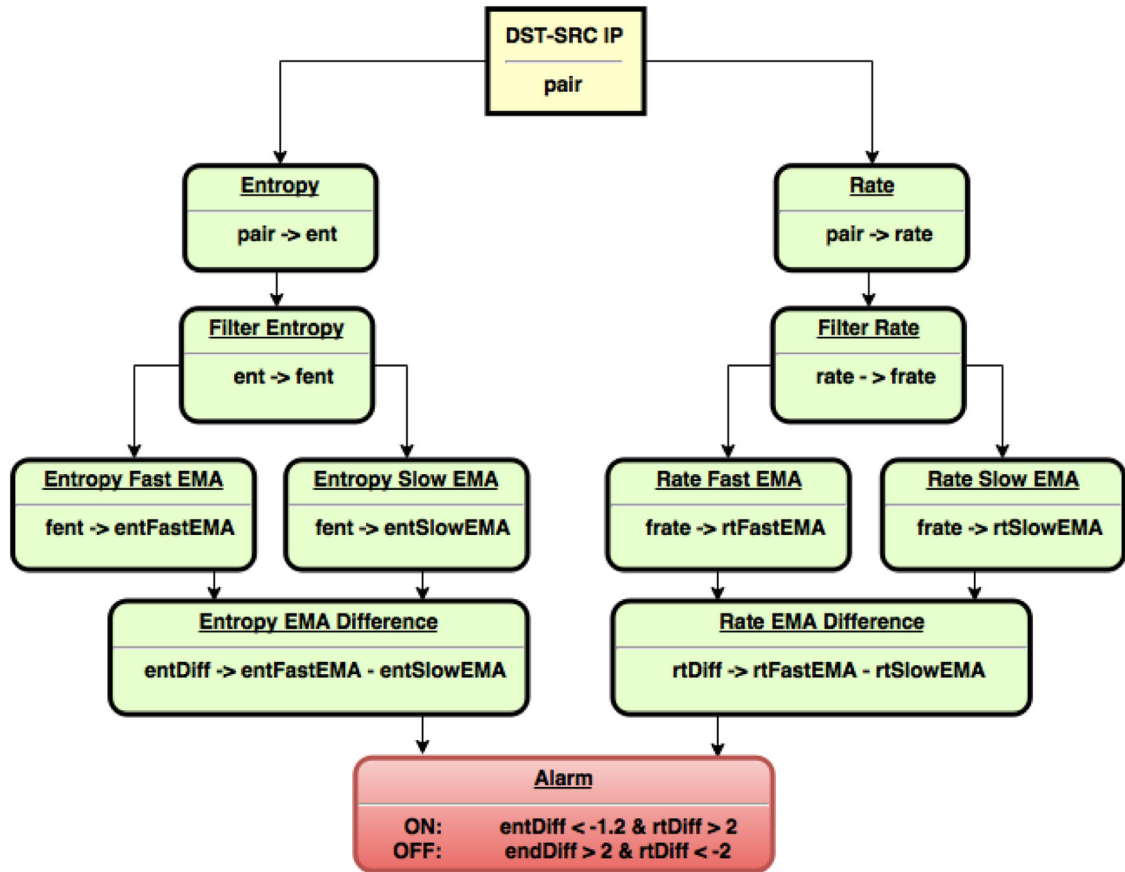 DST-SRC IP
pair
Entropy
pair -> ent
Rate
pair -> rate
Filter Entropy
ent -> fent
Filter Rate
rate - > frate
Entropy Fast EMA
fent -> entFastEMA
Entropy Slow EMA
fent -> entSlowEMA
Rate Fast EMA
frate -> rtFastEMA
Rate Slow EMA
frate -> rtSlowEMA
Entropy EMA Difference
entDiff -> entFastEMA - entSlowEMA
Rate EMA Difference
rtDiff -> rtFastEMA - rtSlowEMA
Alarm
ON: entDiff < -1.2 & rtDiff > 2
OFF: endDiff > 2 & rtDiff < -2